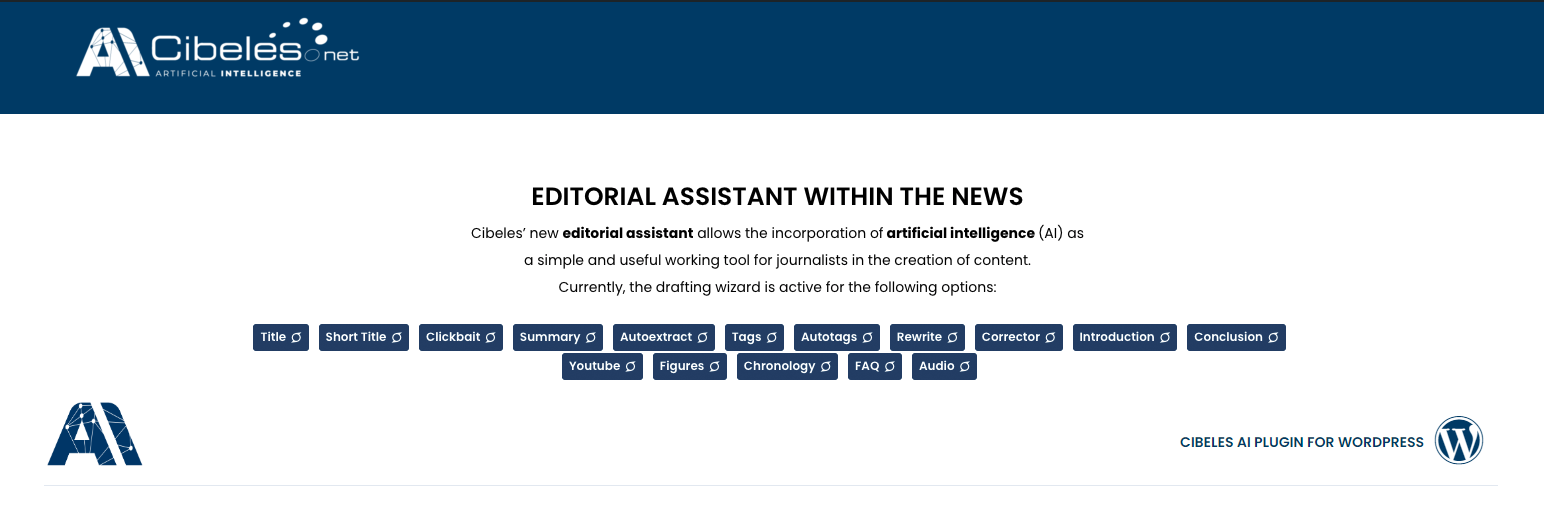 AI Cibeles.net
ARTIFICIAL INTELLIGENCE
EDITORIAL ASSISTANT WITHIN THE NEWS
Cibeles’ new editorial assistant allows the incorporation of artificial intelligence (AI) as
a simple and useful working tool for journalists in the creation of content.
Currently, the drafting wizard is active for the following options:
Title Short Title Clickbait Summary Autoextract Tags Autotags Rewrite Corrector Introduction Conclusion
Youtube Figures Chronology FAQ Audio
AI
CIBELES AI PLUGIN FOR WORDPRESS W